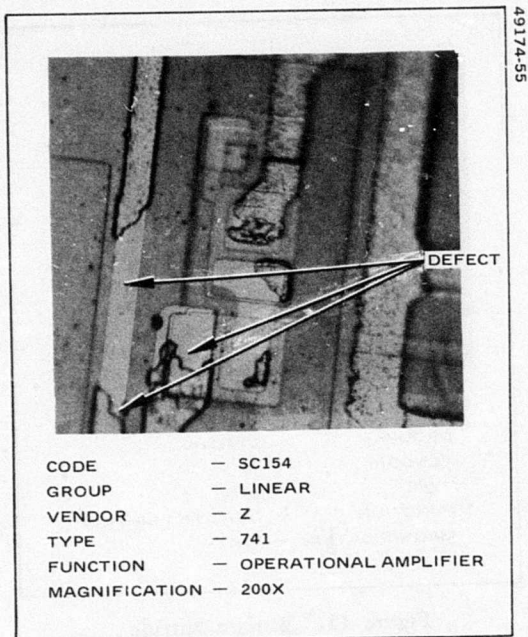 49174-55
DEFECT
CODE — SC154
GROUP — LINEAR
VENDOR — Z
TYPE — 741
FUNCTION — OPERATIONAL AMPLIFIER
MAGNIFICATION — 200X